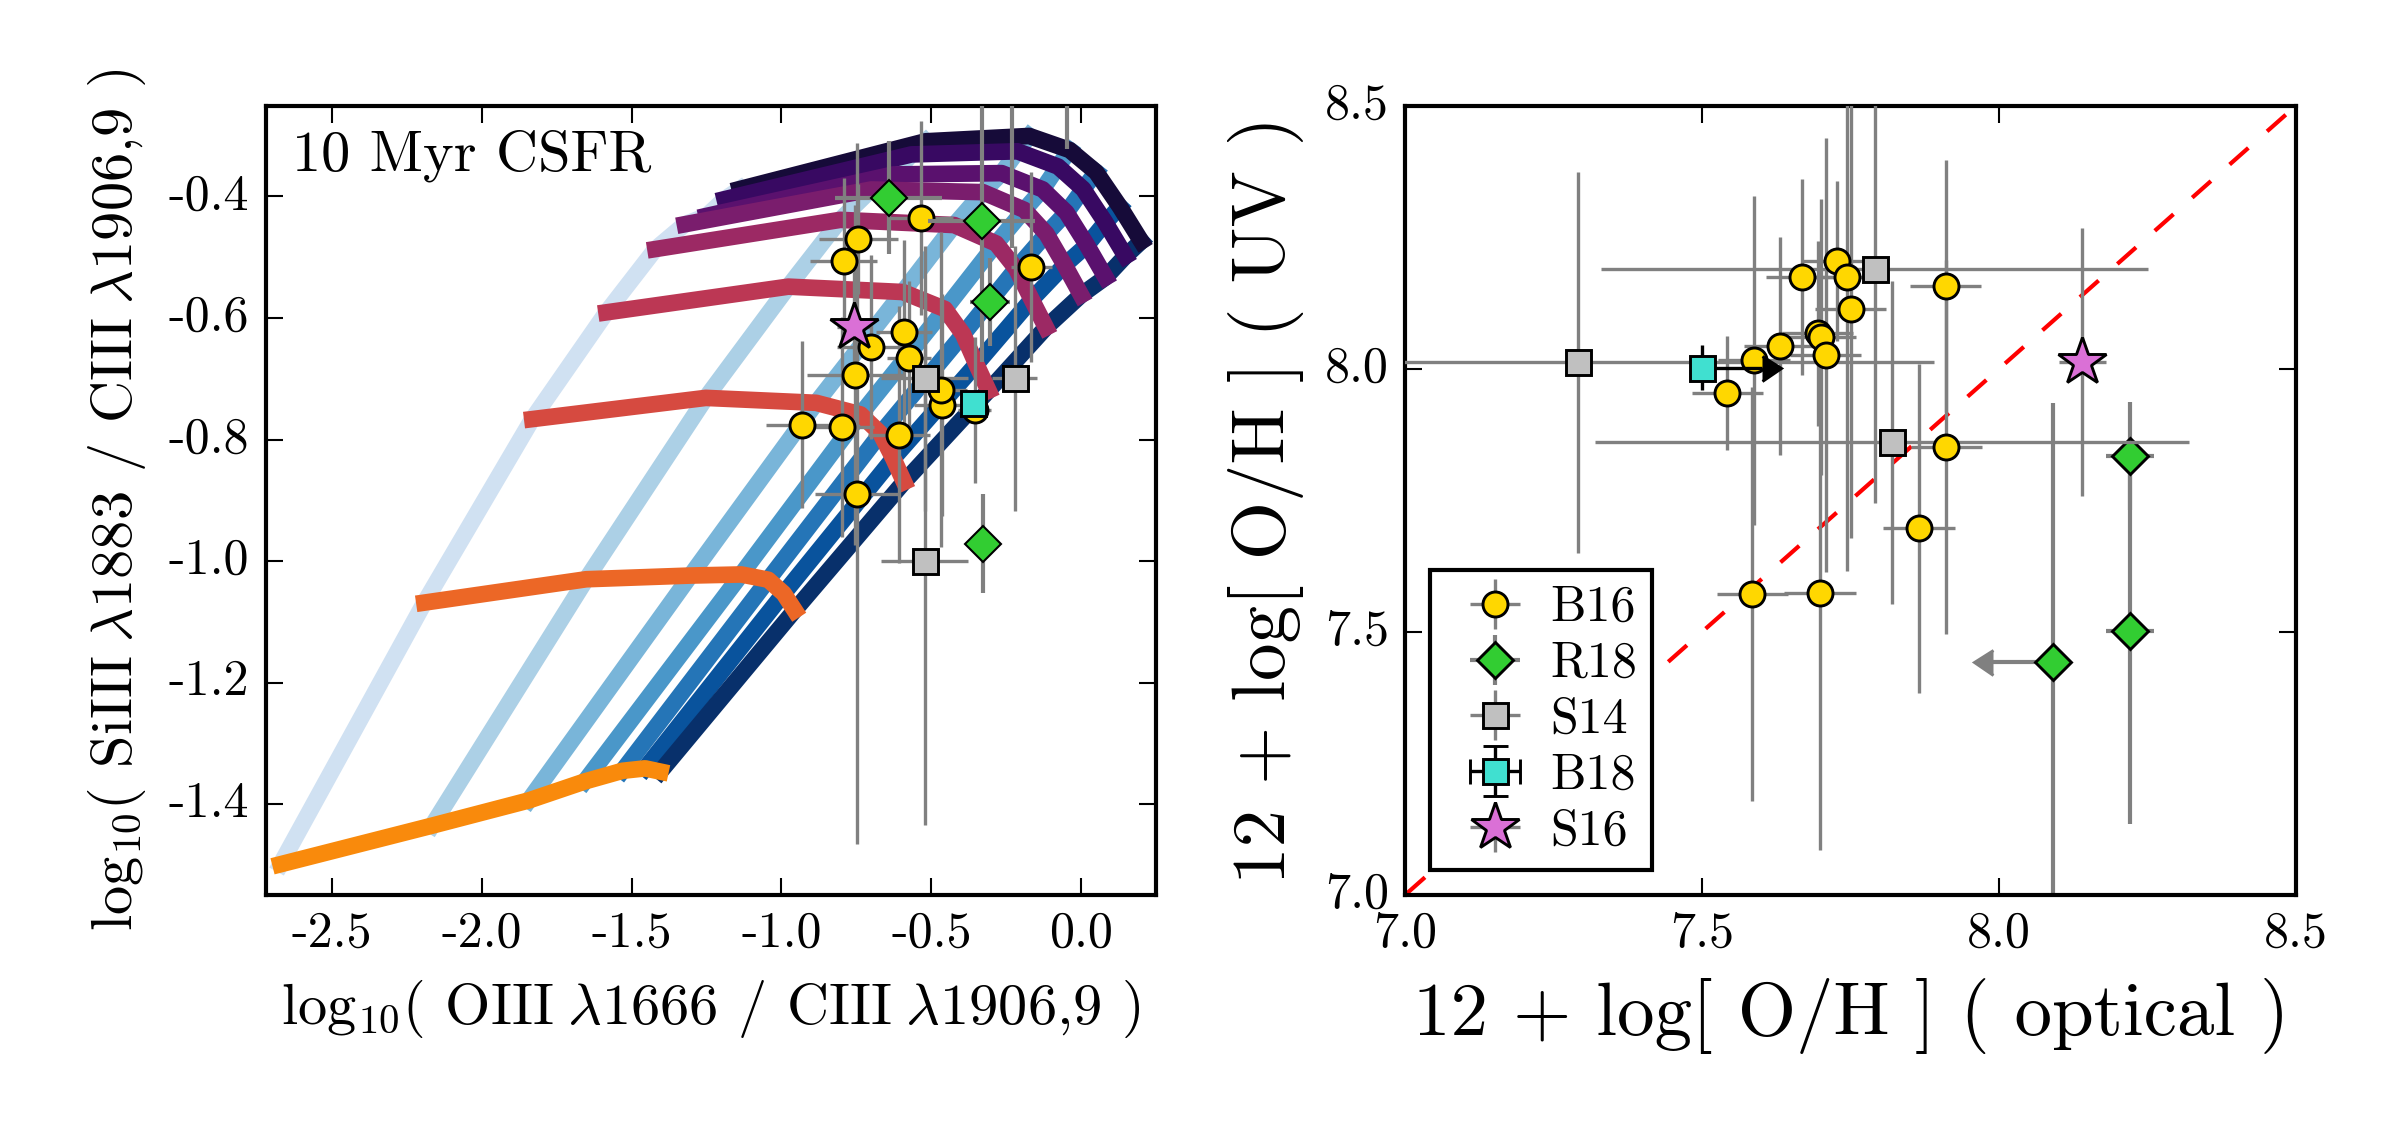 10 Myr CSFR
log10( SiIII λ1883 / CIII λ1906,9 )
-0.4
-0.6
-0.8
-1.0
-1.2
-1.4
-2.5 -2.0 -1.5 -1.0 -0.5 0.0
log10( OIII λ1666 / CIII λ1906,9 )
12 + log[ O/H ] ( UV )
8.5
8.0
7.5
7.0
B16
R18
S14
B18
S16
7.0 7.5 8.0 8.5
12 + log[ O/H ] ( optical )